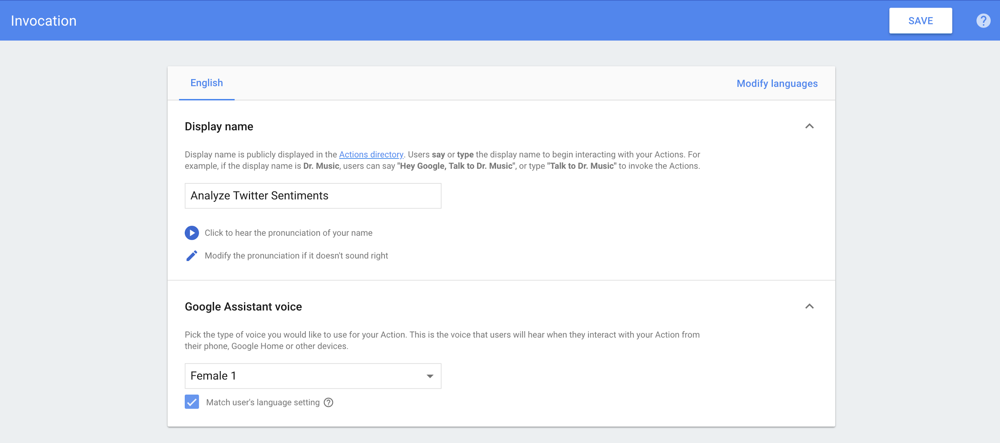 Invocation
SAVE
?
English
Modify languages
Display name
Display name is publicly displayed in the Actions directory. Users say or type the display name to begin interacting with your Actions. For
example, if the display name is Dr. Music, users can say "Hey Google, Talk to Dr. Music", or type "Talk to Dr. Music" to invoke the Actions.
Analyze Twitter Sentiments
Click to hear the pronunciation of your name
Modify the pronunciation if it doesn't sound right
Google Assistant voice
Pick the type of voice you would like to use for your Action. This is the voice that users will hear when they interact with your Action from
their phone, Google Home or other devices.
Female 1
Match user's language setting ?